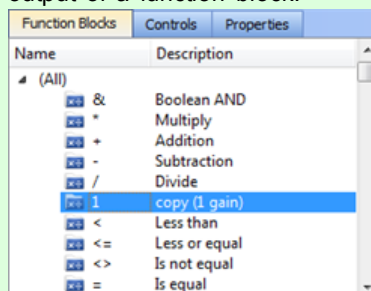 output of a function block.
Function Blocks Controls Properties
Name Description
(All)
& Boolean AND
* Multiply
+ Addition
- Subtraction
/ Divide
1 copy (1 gain)
< Less than
<= Less or equal
<> Is not equal
= Is equal